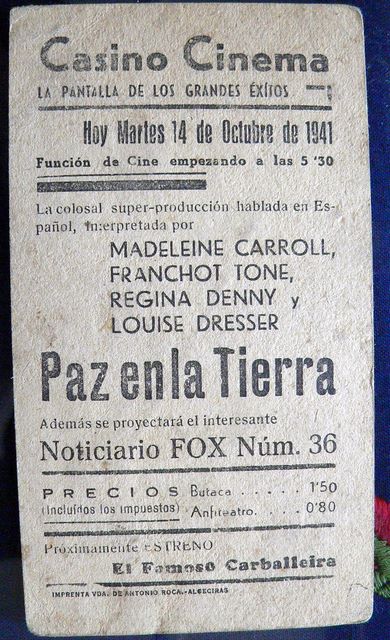 Casino Cinema
LA PANTALLA DE LOS GRANDES ÉXITOS
Hoy Martes 14 de Octubre de 1941
Función de Cine empezando a las 5'30
La colosal super-producción hablada en Es-
pañol, interpretada por
MADELEINE CARROLL,
FRANCHOT TONE,
REGINA DENNY y
LOUISE DRESSER
Paz en la Tierra
Además se proyectará el interesante
Noticiario FOX Núm. 36
PRECIOS Butaca . . . . . 1'50
(Incluídos los impuestos) Anfiteatro. . . . . 0'80
Próximamente ESTRENO
El Famoso Carballeira
IMPRENTA VDA. DE ANTONIO ROCA.-ALGECIRAS